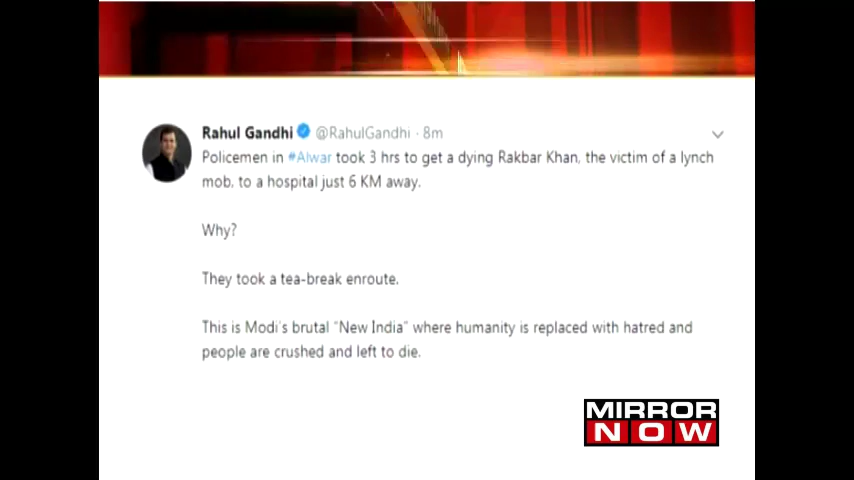 Rahul Gandhi @RahulGandhi · 8m
Policemen in #Alwar took 3 hrs to get a dying Rakbar Khan, the victim of a lynch
mob, to a hospital just 6 KM away.
Why?
They took a tea-break enroute.
This is Modi's brutal "New India" where humanity is replaced with hatred and
people are crushed and left to die.
MIRROR
NOW